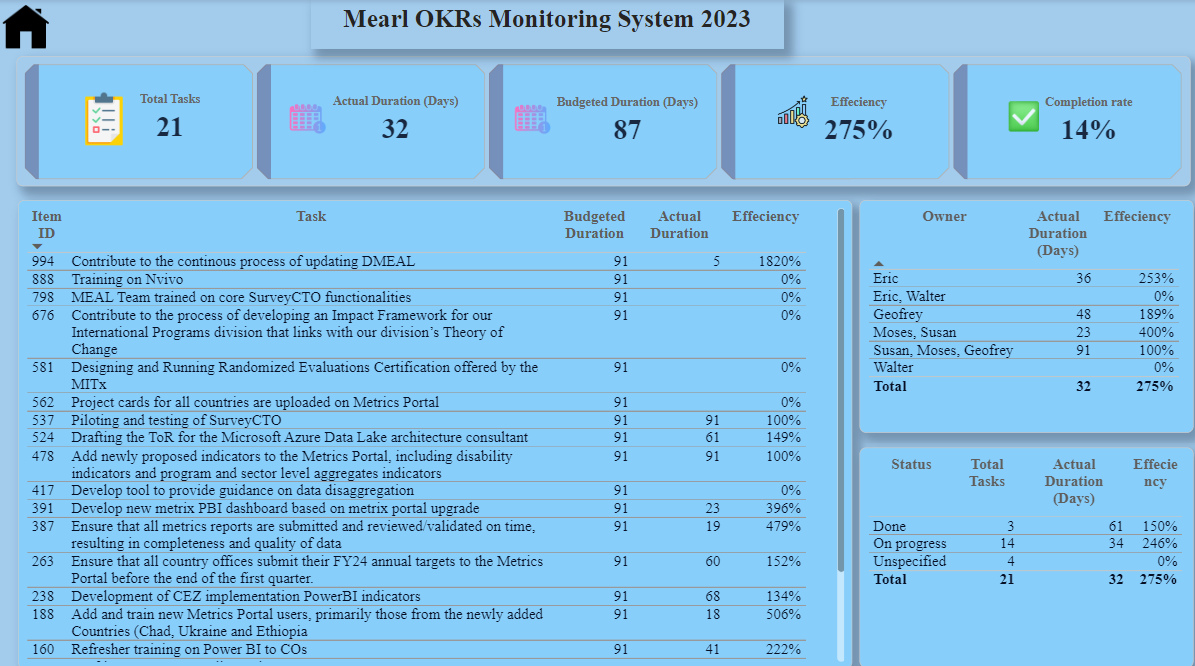 Mearl OKRs Monitoring System 2023
Total Tasks
21
Actual Duration (Days)
32
Budgeted Duration (Days)
87
Effeciency
275%
Completion rate
14%
Item ID Task Budgeted Duration Actual Duration Effeciency
994 Contribute to the continous process of updating DMEAL 91 5 1820%
888 Training on Nvivo 91 0%
798 MEAL Team trained on core SurveyCTO functionalities 91 0%
676 Contribute to the process of developing an Impact Framework for our 91 0%
International Programs division that links with our division’s Theory of
Change
581 Designing and Running Randomized Evaluations Certification offered by the 91 0%
MITx
562 Project cards for all countries are uploaded on Metrics Portal 91 0%
537 Piloting and testing of SurveyCTO 91 91 100%
524 Drafting the ToR for the Microsoft Azure Data Lake architecture consultant 91 61 149%
478 Add newly proposed indicators to the Metrics Portal, including disability 91 91 100%
indicators and program and sector level aggregates indicators
417 Develop tool to provide guidance on data disaggregation 91 0%
391 Develop new metrix PBI dashboard based on metrix portal upgrade 91 23 396%
387 Ensure that all metrics reports are submitted and reviewed/validated on time, 91 19 479%
resulting in completeness and quality of data
263 Ensure that all country offices submit their FY24 annual targets to the Metrics 91 60 152%
Portal before the end of the first quarter.
238 Development of CEZ implementation PowerBI indicators 91 68 134%
188 Add and train new Metrics Portal users, primarily those from the newly added 91 18 506%
Countries (Chad, Ukraine and Ethiopia
160 Refresher training on Power BI to COs 91 41 222%
Owner Actual Duration (Days) Effeciency
Eric 36 253%
Eric, Walter 0%
Geofrey 48 189%
Moses, Susan 23 400%
Susan, Moses, Geofrey 91 100%
Walter 0%
Total 32 275%
Status Total Tasks Actual Duration (Days) Effeciency
Done 3 61 150%
On progress 14 34 246%
Unspecified 4 0%
Total 21 32 275%